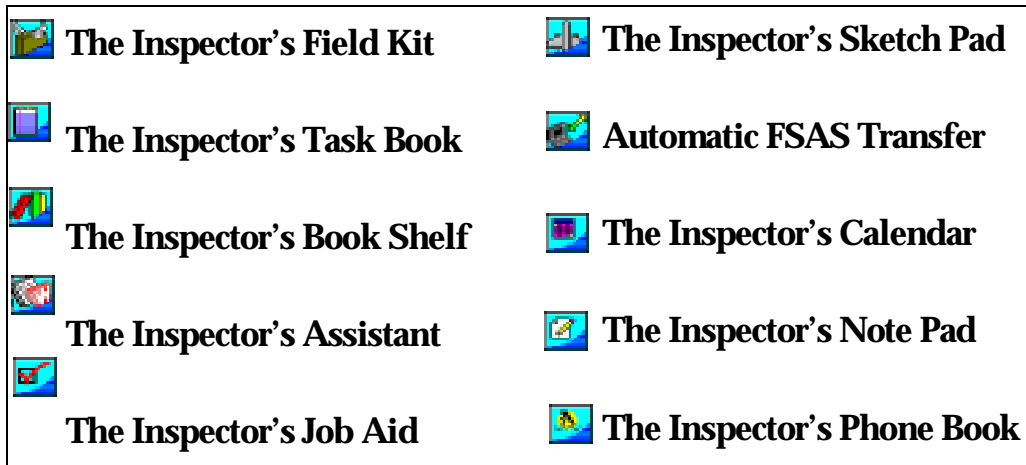 The Inspector's Field Kit
The Inspector's Task Book
The Inspector's Book Shelf
The Inspector's Assistant
The Inspector's Job Aid
The Inspector's Sketch Pad
Automatic FSAS Transfer
The Inspector's Calendar
The Inspector's Note Pad
The Inspector's Phone Book